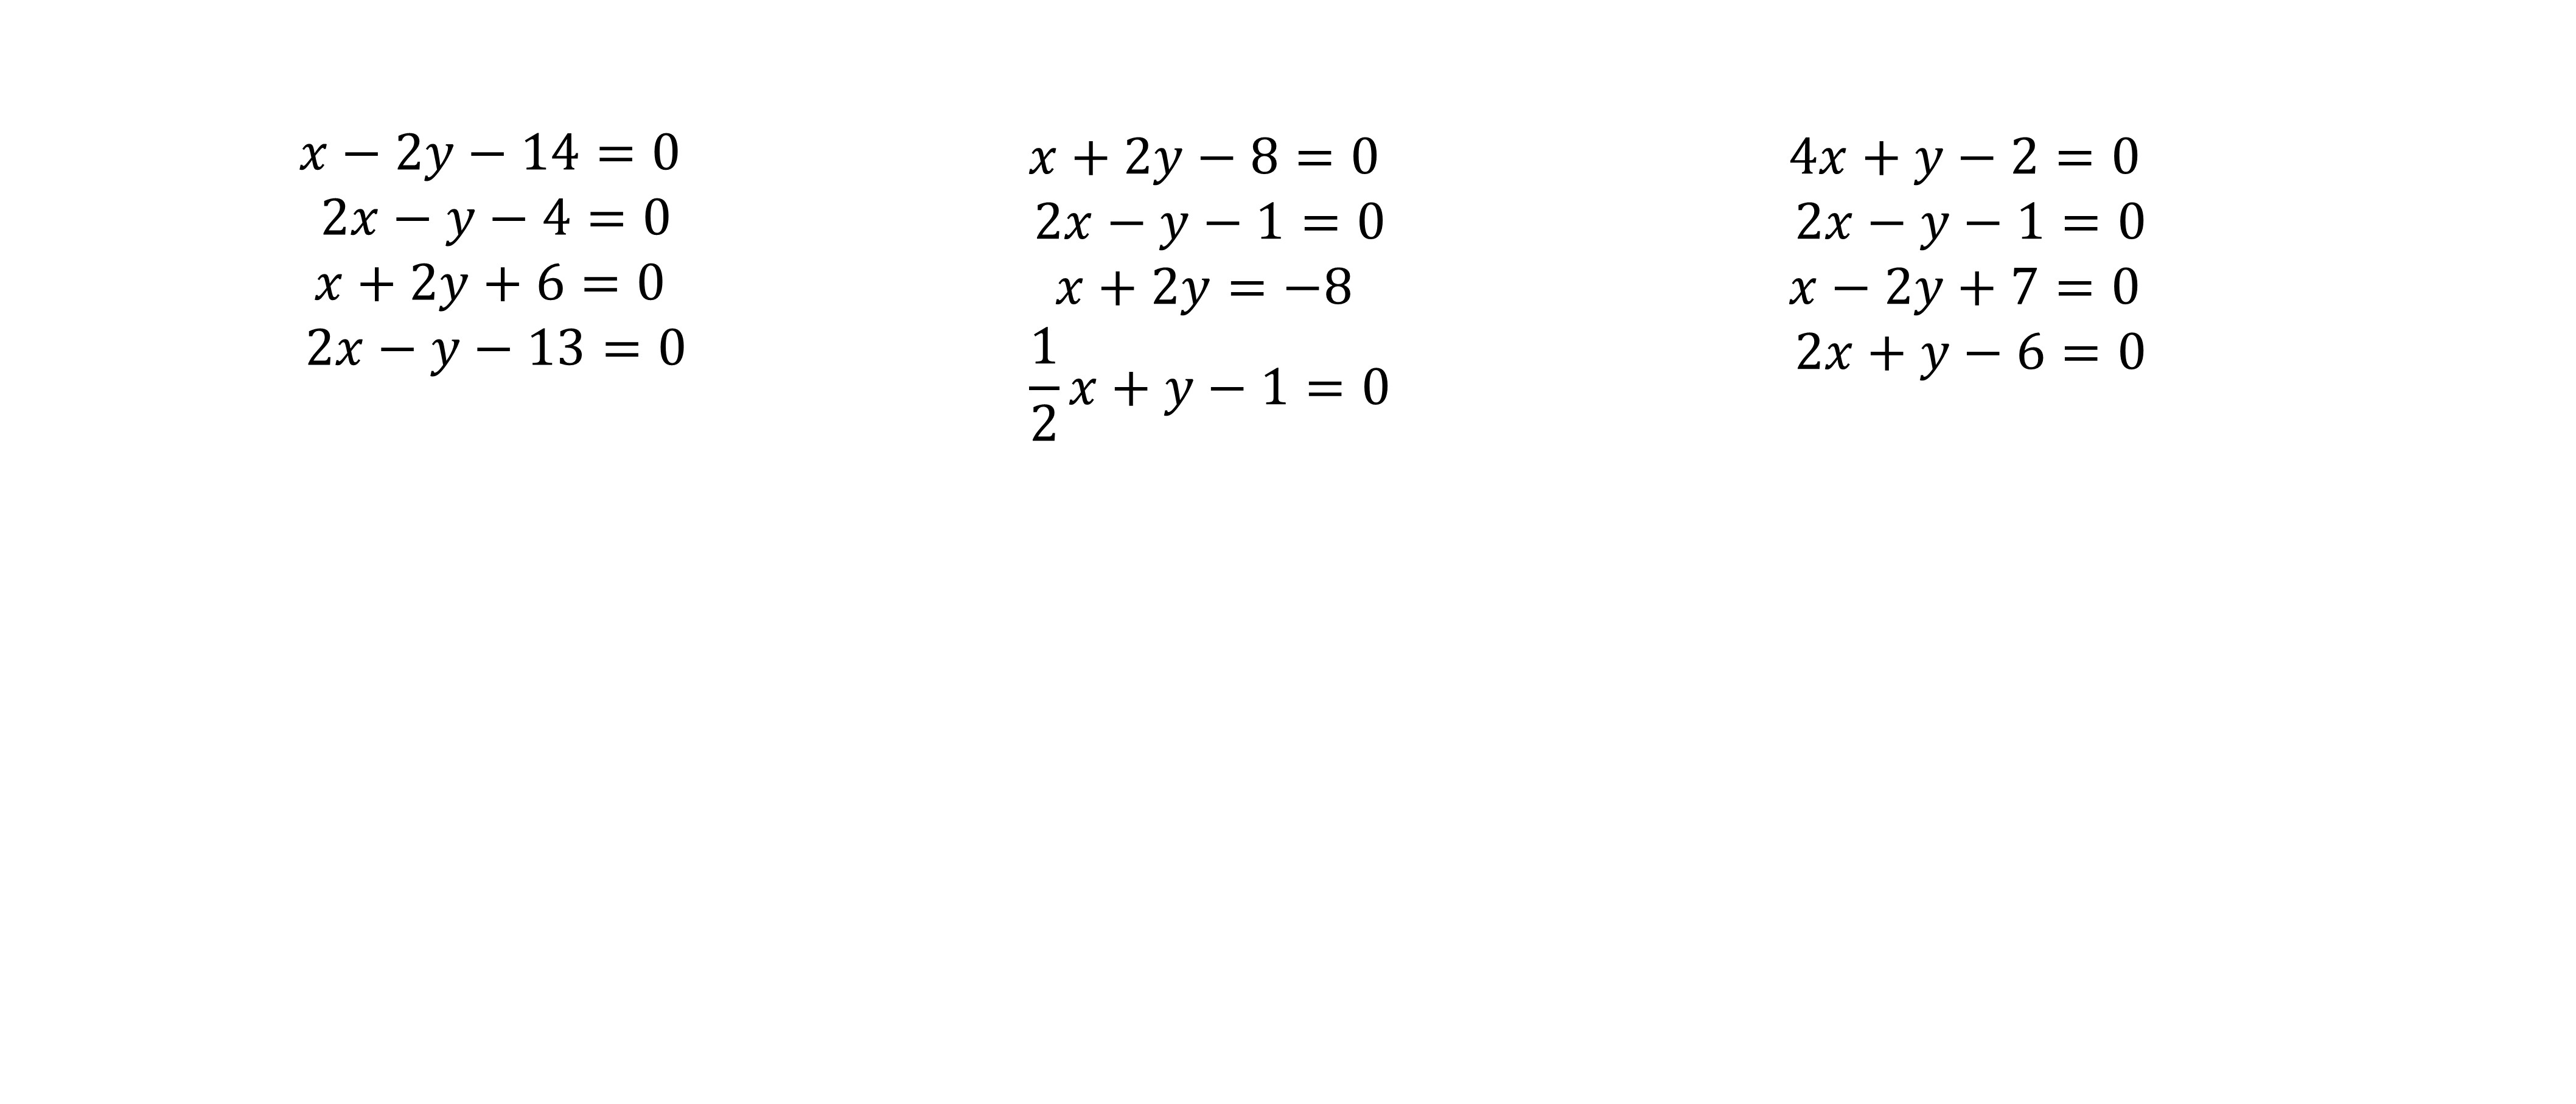 x − 2y − 14 = 0
2x − y − 4 = 0
x + 2y + 6 = 0
2x − y − 13 = 0
x + 2y − 8 = 0
2x − y − 1 = 0
x + 2y = −8
1/2 x + y − 1 = 0
4x + y − 2 = 0
2x − y − 1 = 0
x − 2y + 7 = 0
2x + y − 6 = 0